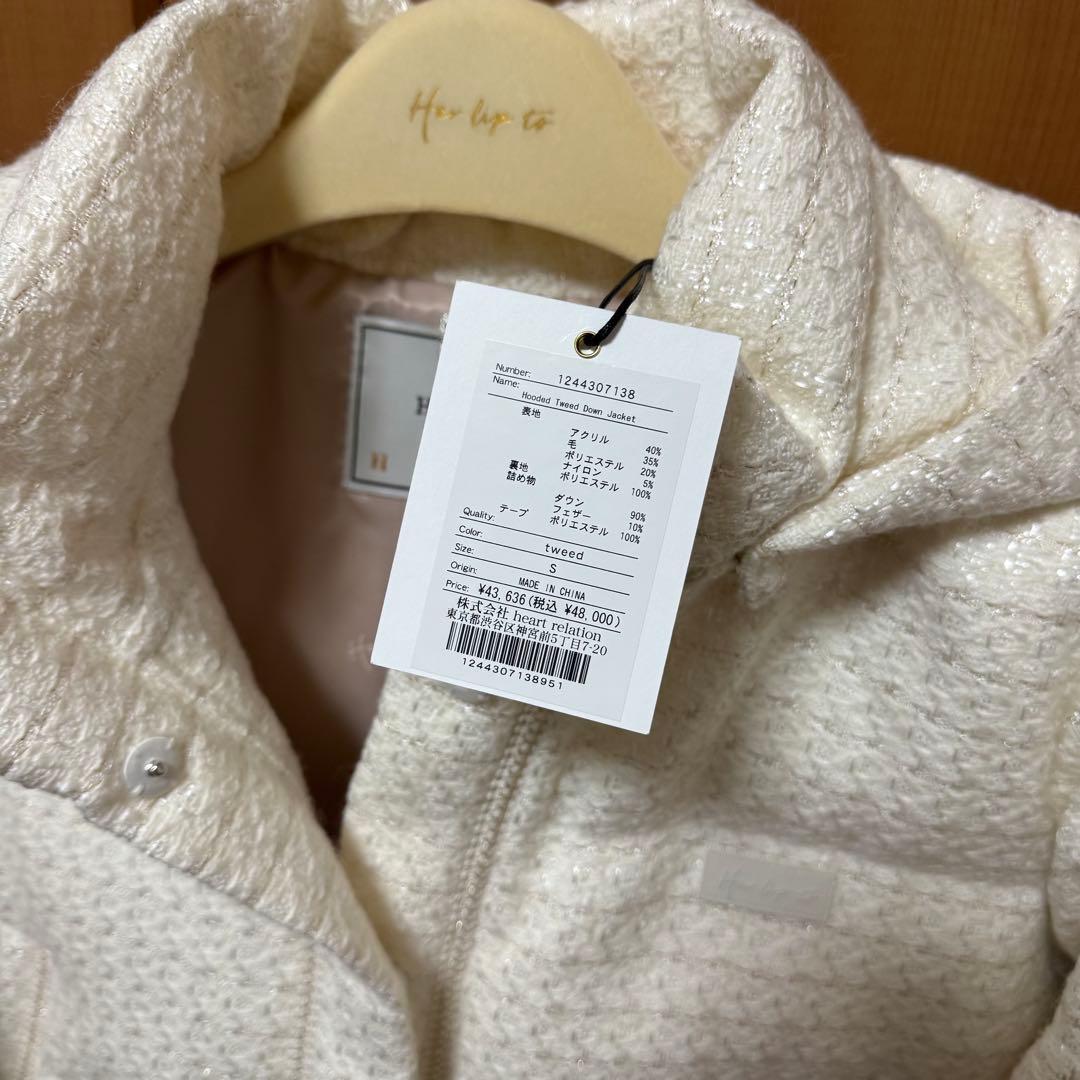 Her lip to
H
H
Number: 1244307138
Name:
Hooded Tweed Down Jacket
表地
アクリル 40%
毛 35%
ポリエステル 20%
ナイロン 5%
裏地 ポリエステル 100%
詰め物
ダウン 90%
フェザー 10%
テープ ポリエステル 100%
Quality:
Color: tweed
Size: S
Origin: MADE IN CHINA
Price: ¥43,636(税込 ¥48,000)
株式会社 heart relation
東京都渋谷区神宮前5丁目7-20
1244307138951
Her lip to